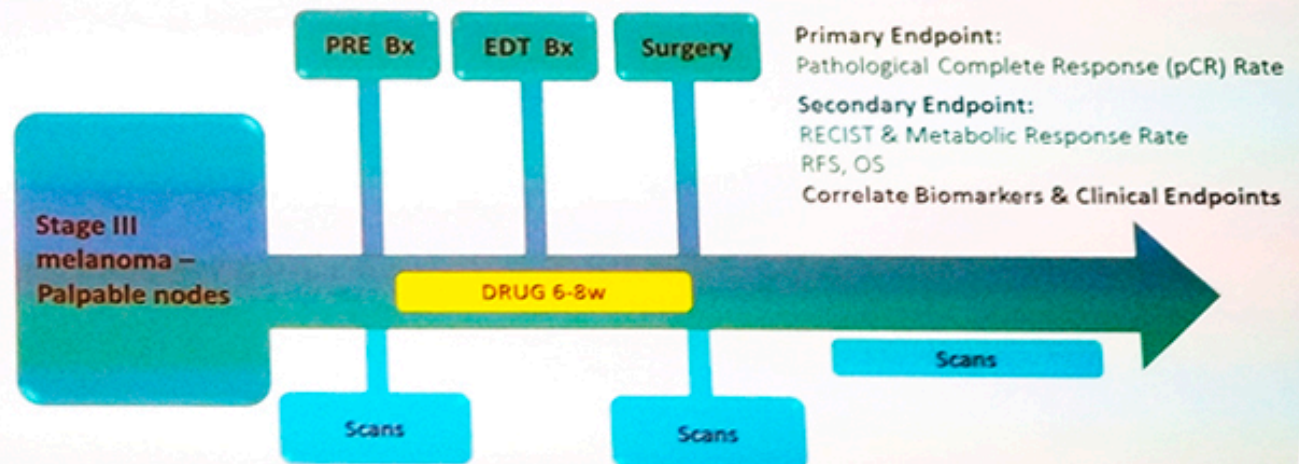 PRE Bx
EDT Bx
Surgery
Primary Endpoint:
Pathological Complete Response (pCR) Rate
Secondary Endpoint:
RECIST & Metabolic Response Rate
RFS, OS
Correlate Biomarkers & Clinical Endpoints
Stage III
melanoma –
Palpable nodes
DRUG 6-8w
Scans
Scans
Scans